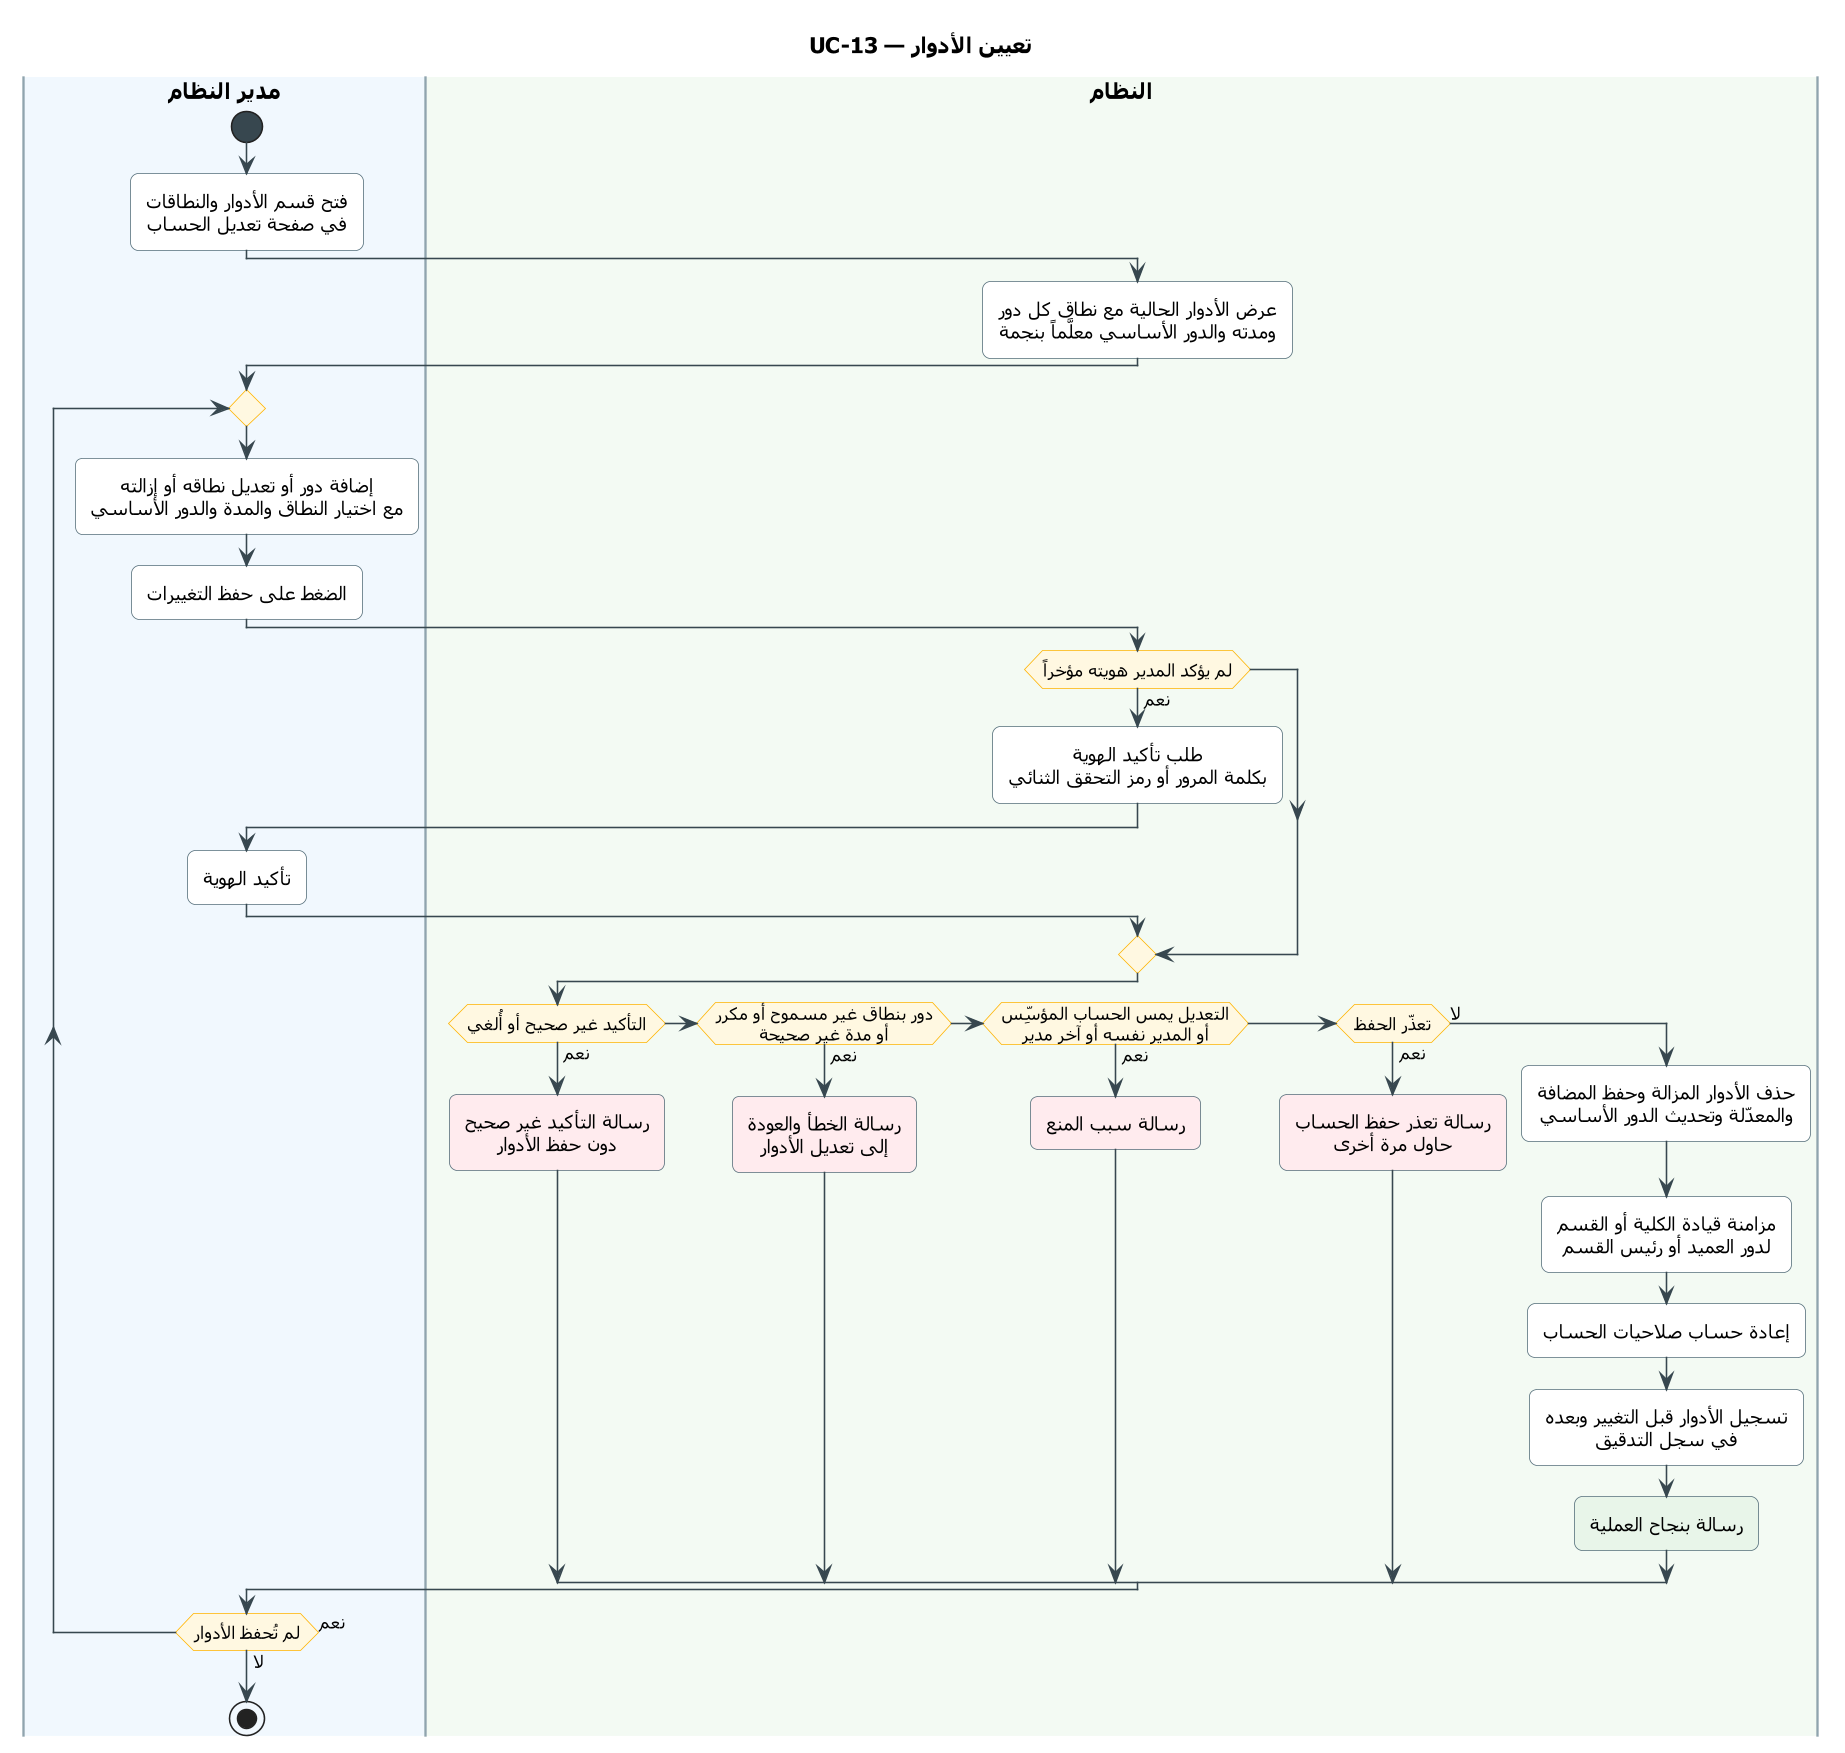 UC-13 — تعيين الأدوار
مدير النظام
النظام
فتح قسم الأدوار والنطاقات
في صفحة تعديل الحساب
عرض الأدوار الحالية مع نطاق كل دور
ومدته والدور الأساسي معلَّماً بنجمة
إضافة دور أو تعديل نطاقه أو إزالته
مع اختيار النطاق والمدة والدور الأساسي
الضغط على حفظ التغييرات
لم يؤكد المدير هويته مؤخراً
نعم
طلب تأكيد الهوية
بكلمة المرور أو رمز التحقق الثنائي
تأكيد الهوية
التأكيد غير صحيح أو أُلغي
نعم
رسالة التأكيد غير صحيح
دون حفظ الأدوار
دور بنطاق غير مسموح أو مكرر
أو مدة غير صحيحة
نعم
رسالة الخطأ والعودة
إلى تعديل الأدوار
التعديل يمس الحساب المؤسِّس
أو المدير نفسه أو آخر مدير
نعم
رسالة سبب المنع
تعذّر الحفظ
نعم
رسالة تعذر حفظ الحساب
حاول مرة أخرى
لا
حذف الأدوار المزالة وحفظ المضافة
والمعدّلة وتحديث الدور الأساسي
مزامنة قيادة الكلية أو القسم
لدور العميد أو رئيس القسم
إعادة حساب صلاحيات الحساب
تسجيل الأدوار قبل التغيير وبعده
في سجل التدقيق
رسالة بنجاح العملية
لم تُحفظ الأدوار
نعم
لا